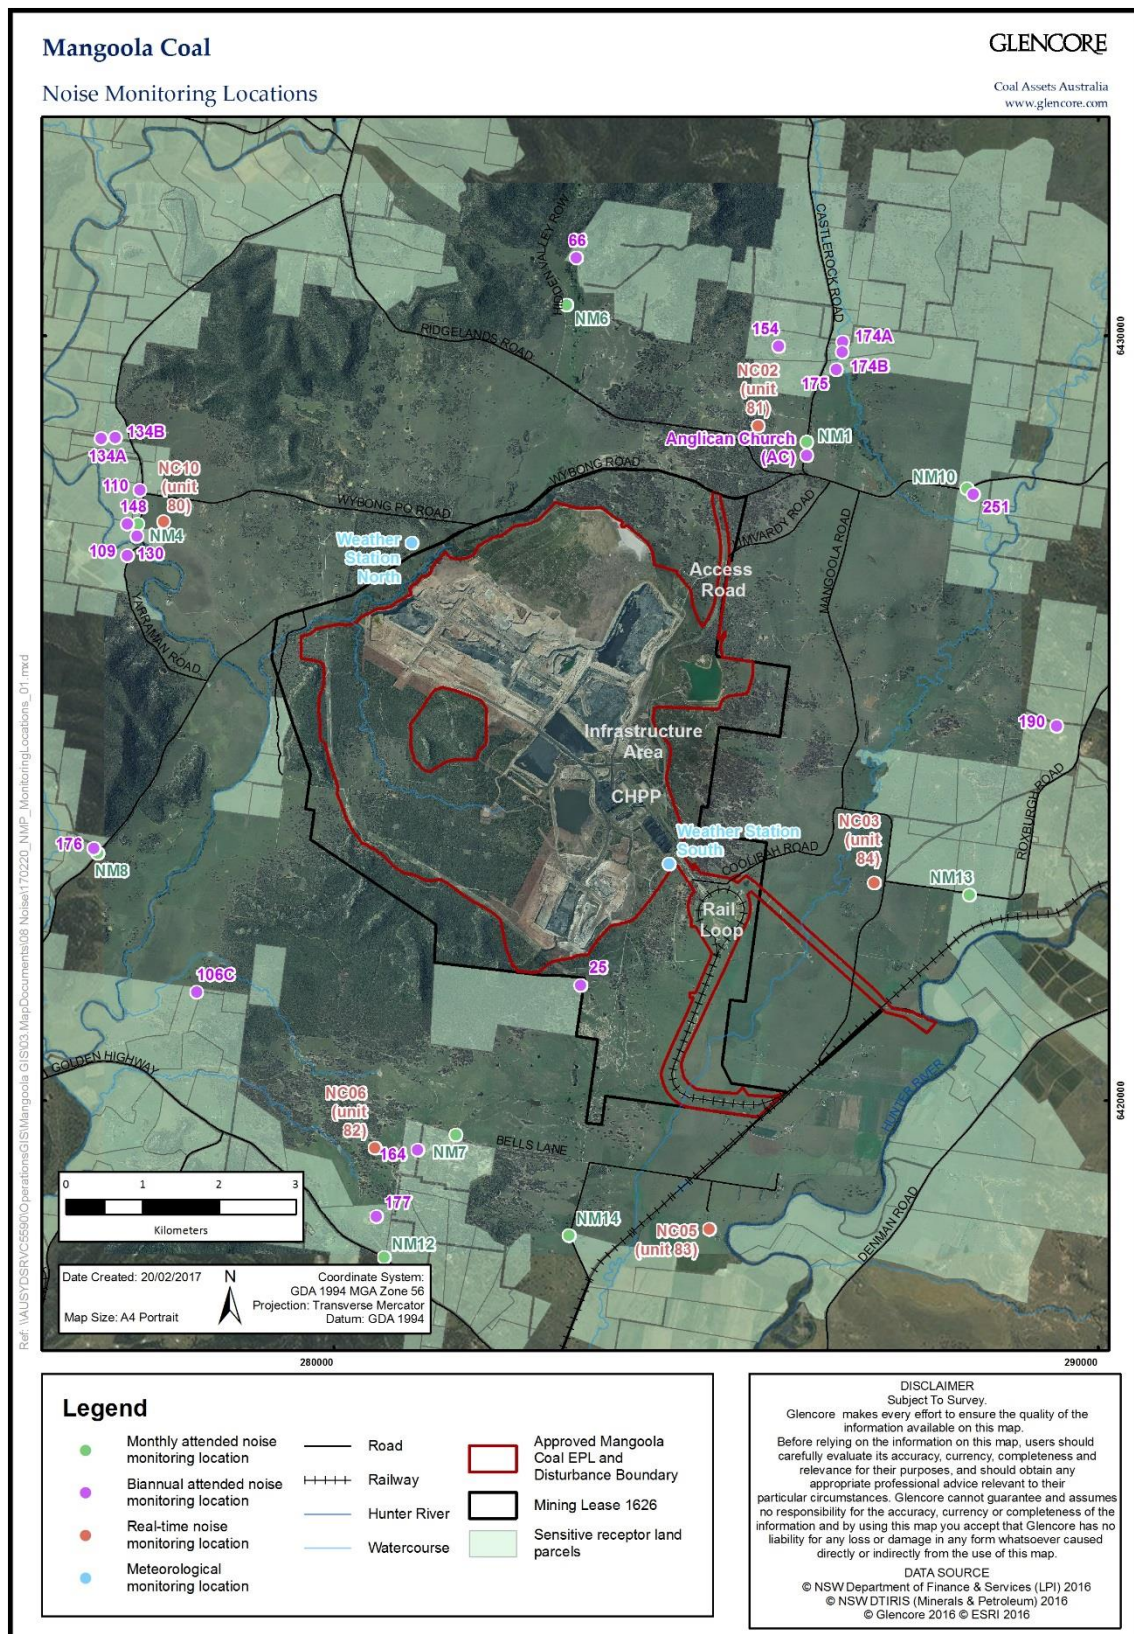 Mangoola Coal
GLENCORE
Noise Monitoring Locations
Coal Assets Australia
www.glencore.com
HIDDEN VALLEY ROW
66
NM6
CASTLEROCK ROAD
RIDGELANDS ROAD
154
174A
174B
175
6430000
NC02
(unit
81)
Anglican Church
(AC)
NM1
134B
134A
NC10
(unit
80)
110
148
NM4
109
130
WYBONG ROAD
WYBONG PO ROAD
NM10
251
Weather
Station
North
YARRAMAN ROAD
Access
Road
MANGOOLA ROAD
190
Infrastructure
Area
CHPP
ROXBURGH ROAD
NC03
(unit
84)
Weather Station
South
COOLIBAH ROAD
176
NM8
NM13
Rail
Loop
25
106C
GOLDEN HIGHWAY
HUNTER RIVER
6420000
NC06
(unit
82)
164
NM7
BELLS LANE
177
NM12
NM14
NC05
(unit 83)
DENMAN ROAD
0 1 2 3
Kilometers
Date Created: 20/02/2017
Map Size: A4 Portrait
N
Coordinate System:
GDA 1994 MGA Zone 56
Projection: Transverse Mercator
Datum: GDA 1994
280000
290000
Ref: \\AUSYDSRVC5590\OperationsGIS\Mangoola GIS\03.MapDocuments\08 Noise\170220_NMP_MonitoringLocations_01.mxd
Legend
Monthly attended noise
monitoring location
Biannual attended noise
monitoring location
Real-time noise
monitoring location
Meteorological
monitoring location
Road
Railway
Hunter River
Watercourse
Approved Mangoola
Coal EPL and
Disturbance Boundary
Mining Lease 1626
Sensitive receptor land
parcels
DISCLAIMER
Subject To Survey.
Glencore makes every effort to ensure the quality of the
information available on this map.
Before relying on the information on this map, users should
carefully evaluate its accuracy, currency, completeness and
relevance for their purposes, and should obtain any
appropriate professional advice relevant to their
particular circumstances. Glencore cannot guarantee and assumes
no responsibility for the accuracy, currency or completeness of the
information and by using this map you accept that Glencore has no
liability for any loss or damage in any form whatsoever caused
directly or indirectly from the use of this map.
DATA SOURCE
© NSW Department of Finance & Services (LPI) 2016
© NSW DTIRIS (Minerals & Petroleum) 2016
© Glencore 2016 © ESRI 2016